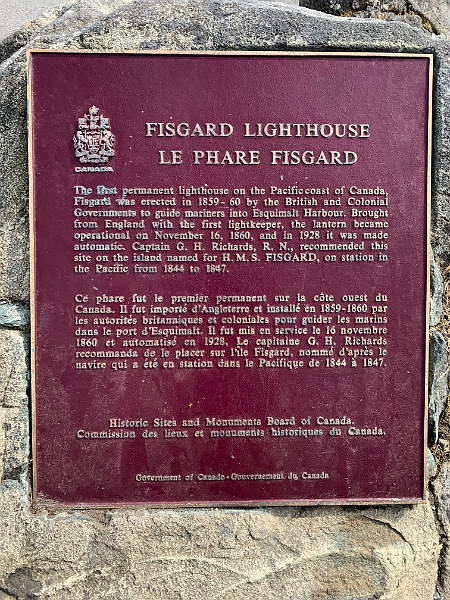 CANADA
FISGARD LIGHTHOUSE
LE PHARE FISGARD
The first permanent lighthouse on the Pacific coast of Canada,
Fisgard was erected in 1859-60 by the British and Colonial
Governments to guide mariners into Esquimalt Harbour. Brought
from England with the first lightkeeper, the lantern became
operational on November 16, 1860, and in 1928 it was made
automatic. Captain G. H. Richards, R. N., recommended this
site on the island named for H.M.S. FISGARD, on station in
the Pacific from 1844 to 1847.
Ce phare fut le premier permanent sur la côte ouest du
Canada. Il fut importé d'Angleterre et installé en 1859-1860 par
les autorités britanniques et coloniales pour guider les marins
dans le port d'Esquimalt. Il fut mis en service le 16 novembre
1860 et automatisé en 1928. Le capitaine G. H. Richards
recommanda de le placer sur l'île Fisgard, nommé d'après le
navire qui a été en station dans le Pacifique de 1844 à 1847.
Historic Sites and Monuments Board of Canada.
Commission des lieux et monuments historiques du Canada.
Government of Canada - Gouvernement du Canada